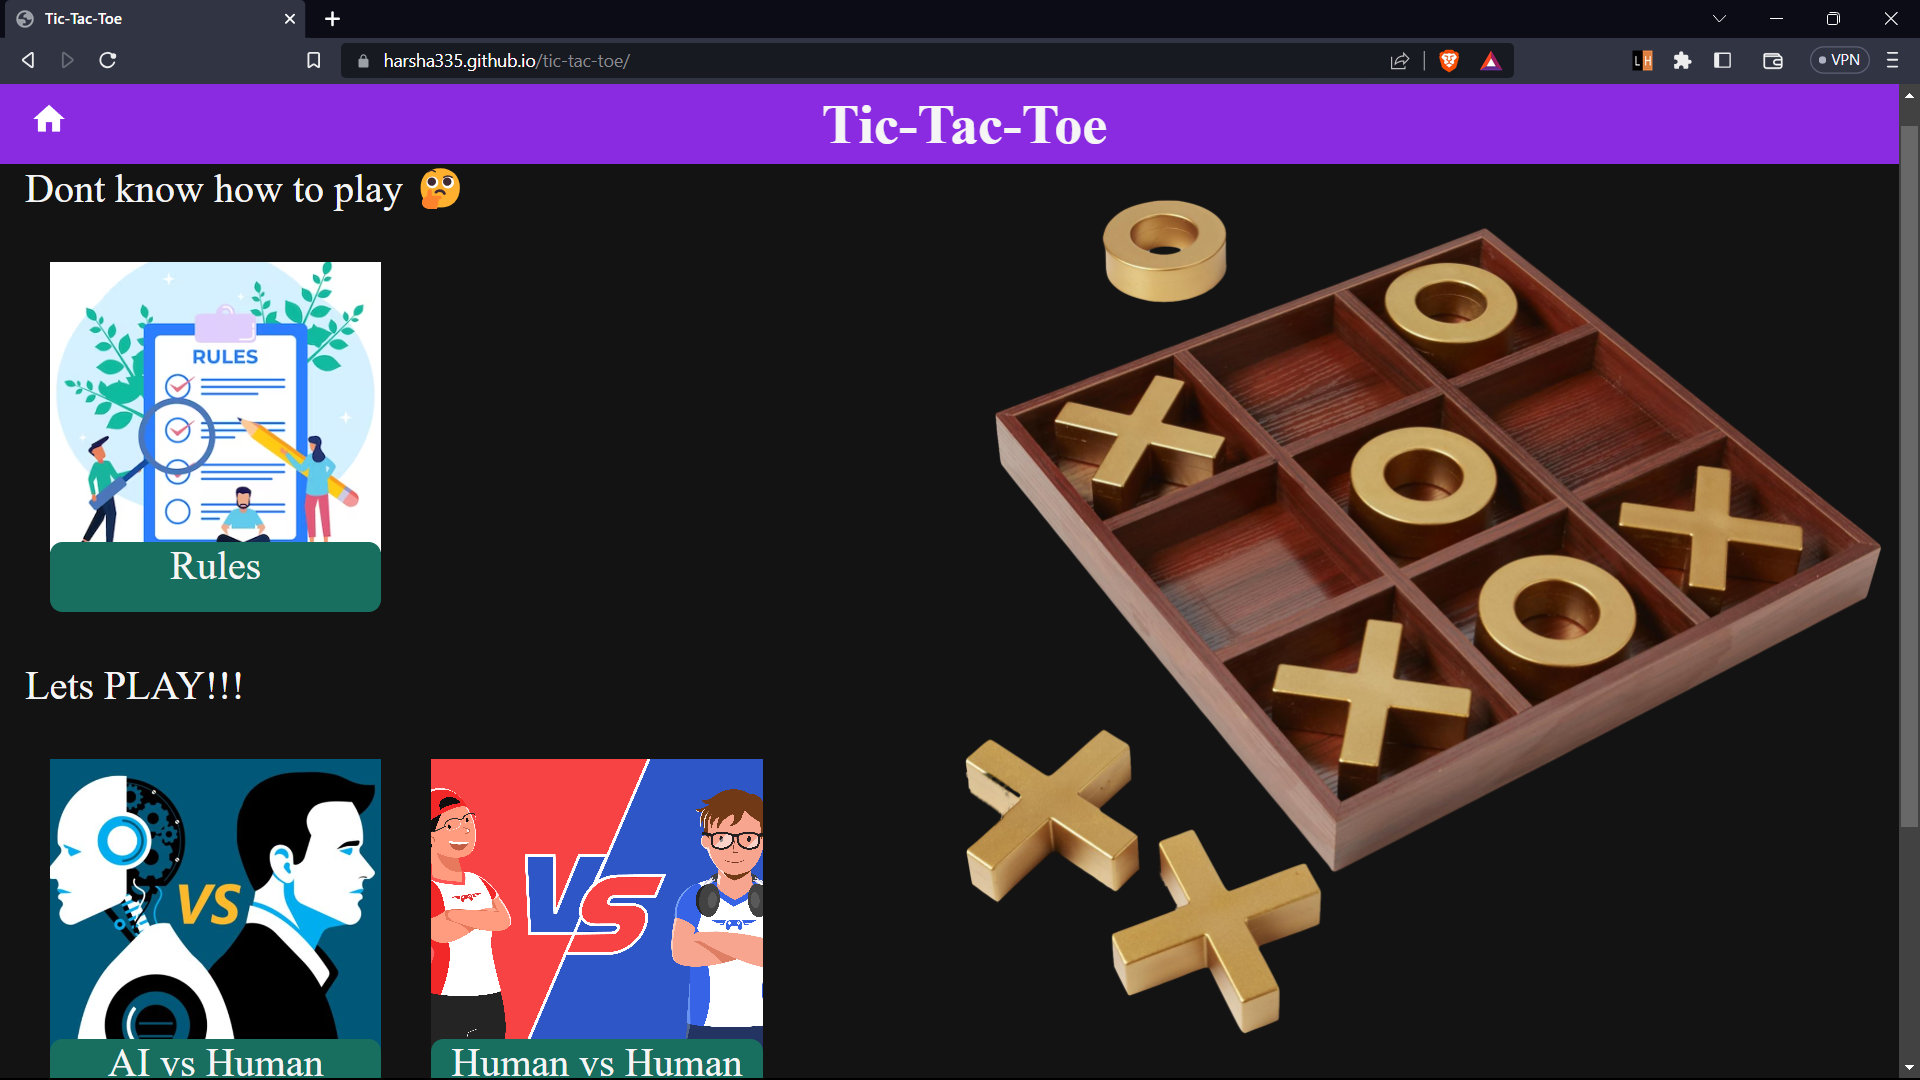 Tic-Tac-Toe
harsha335.github.io/tic-tac-toe/
LH
VPN
Tic-Tac-Toe
Dont know how to play 🤔
RULES
Rules
Lets PLAY!!!
VS
VS
AI vs Human
Human vs Human